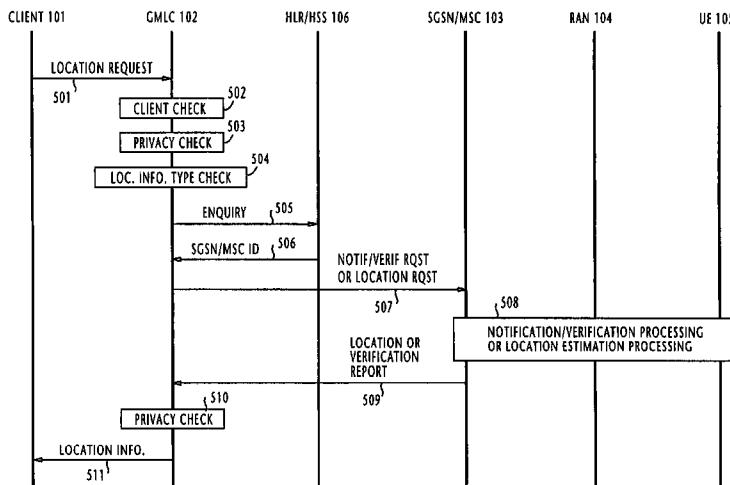 CLIENT 101 GMLC 102 HLR/HSS 106 SGSN/MSC 103 RAN 104 UE 105
LOCATION REQUEST
501
CLIENT CHECK
502
PRIVACY CHECK
503
LOC. INFO. TYPE CHECK
504
ENQUIRY
505
SGSN/MSC ID
506
NOTIF/VERIF RQST
OR LOCATION RQST
507
508
NOTIFICATION/VERIFICATION PROCESSING
OR LOCATION ESTIMATION PROCESSING
LOCATION OR
VERIFICATION
REPORT
509
510
PRIVACY CHECK
LOCATION INFO.
511